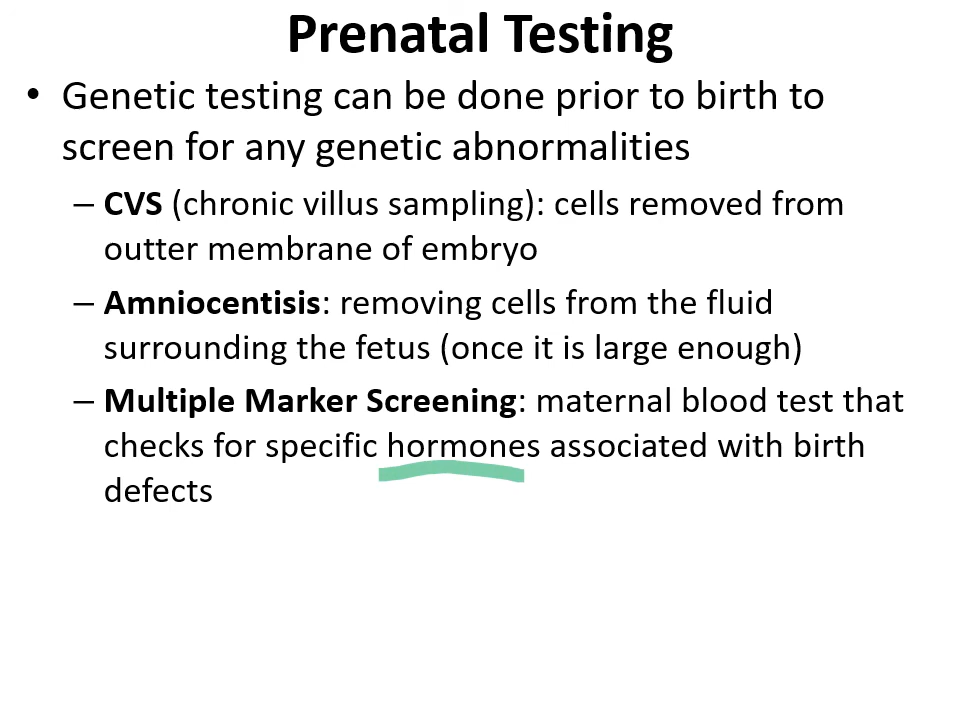 Prenatal Testing
• Genetic testing can be done prior to birth to
screen for any genetic abnormalities
– CVS (chronic villus sampling): cells removed from
outter membrane of embryo
– Amniocentisis: removing cells from the fluid
surrounding the fetus (once it is large enough)
– Multiple Marker Screening: maternal blood test that
checks for specific hormones associated with birth
defects